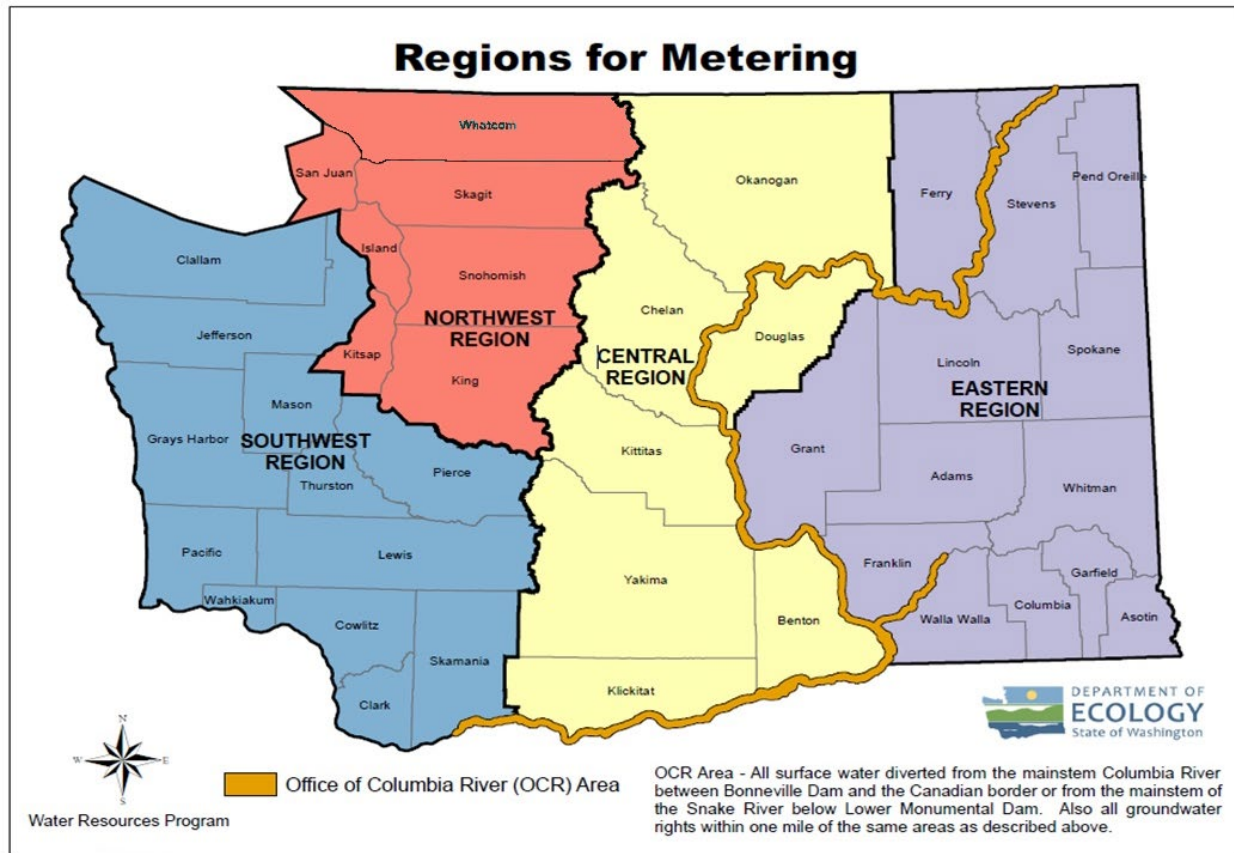 Regions for Metering
Whatcom
San Juan
Skagit
Okanogan
Ferry
Stevens
Pend Oreille
Island
Clallam
Snohomish
Chelan
Jefferson
NORTHWEST
REGION
Douglas
Kitsap
King
CENTRAL
REGION
Lincoln
Spokane
EASTERN
REGION
Mason
Grays Harbor
SOUTHWEST
REGION
Thurston
Pierce
Kittitas
Grant
Adams
Whitman
Pacific
Lewis
Yakima
Franklin
Garfield
Wahkiakum
Cowlitz
Skamania
Benton
Walla Walla
Columbia
Asotin
Clark
Klickitat
N
W
E
S
Water Resources Program
Office of Columbia River (OCR) Area
DEPARTMENT OF
ECOLOGY
State of Washington
OCR Area - All surface water diverted from the mainstem Columbia River
between Bonneville Dam and the Canadian border or from the mainstem of
the Snake River below Lower Monumental Dam. Also all groundwater
rights within one mile of the same areas as described above.